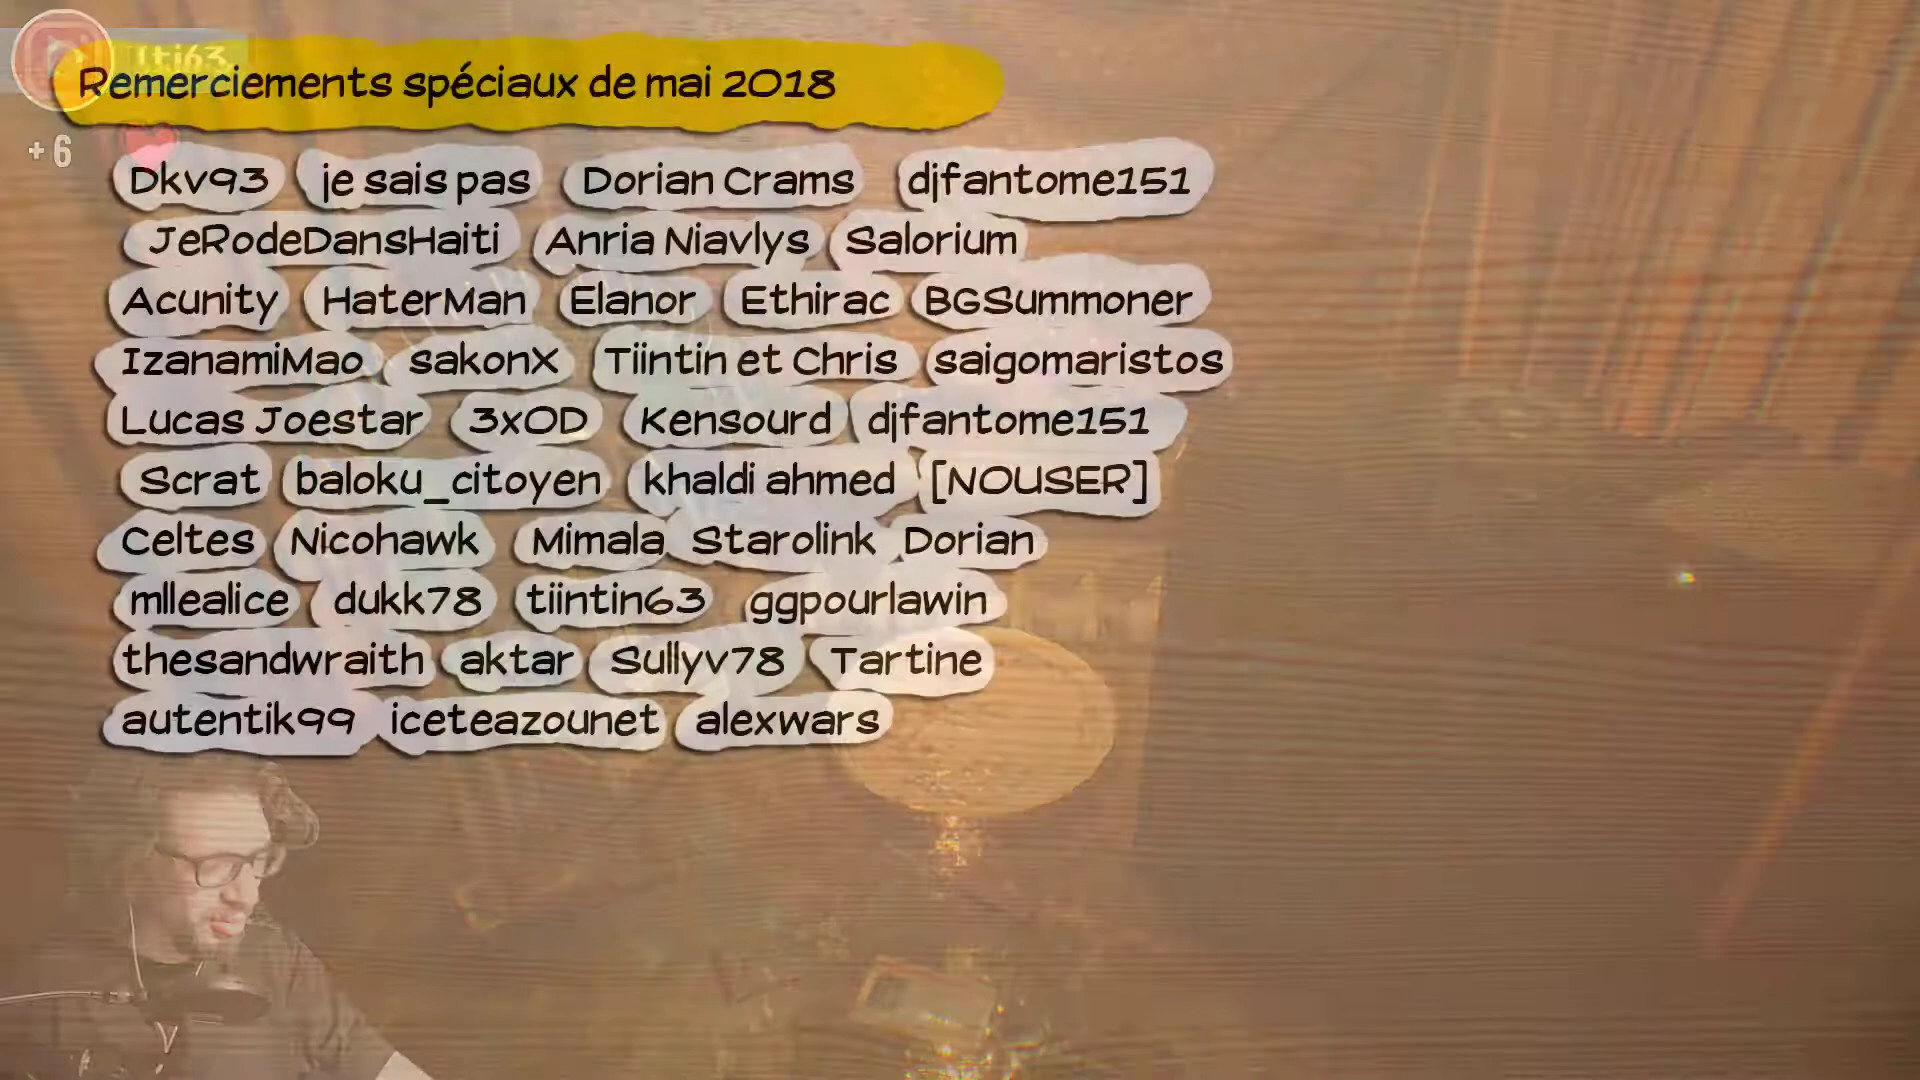 Iti63
Remerciements spéciaux de mai 2018
+6
Dkv93 je sais pas Dorian Crams djfantome151
JeRodeDansHaiti Anria Niavlys Salorium
Acunity HaterMan Elanor Ethirac BGSummoner
IzanamiMao sakonX Tiintin et Chris saigomaristos
Lucas Joestar 3xOD Kensourd djfantome151
Scrat baloku_citoyen khaldi ahmed [NOUSER]
Celtes Nicohawk Mimala Starolink Dorian
mllealice dukk78 tiintin63 ggpourlawin
thesandwraith aktar Sullyv78 Tartine
autentik99 iceteazounet alexwars